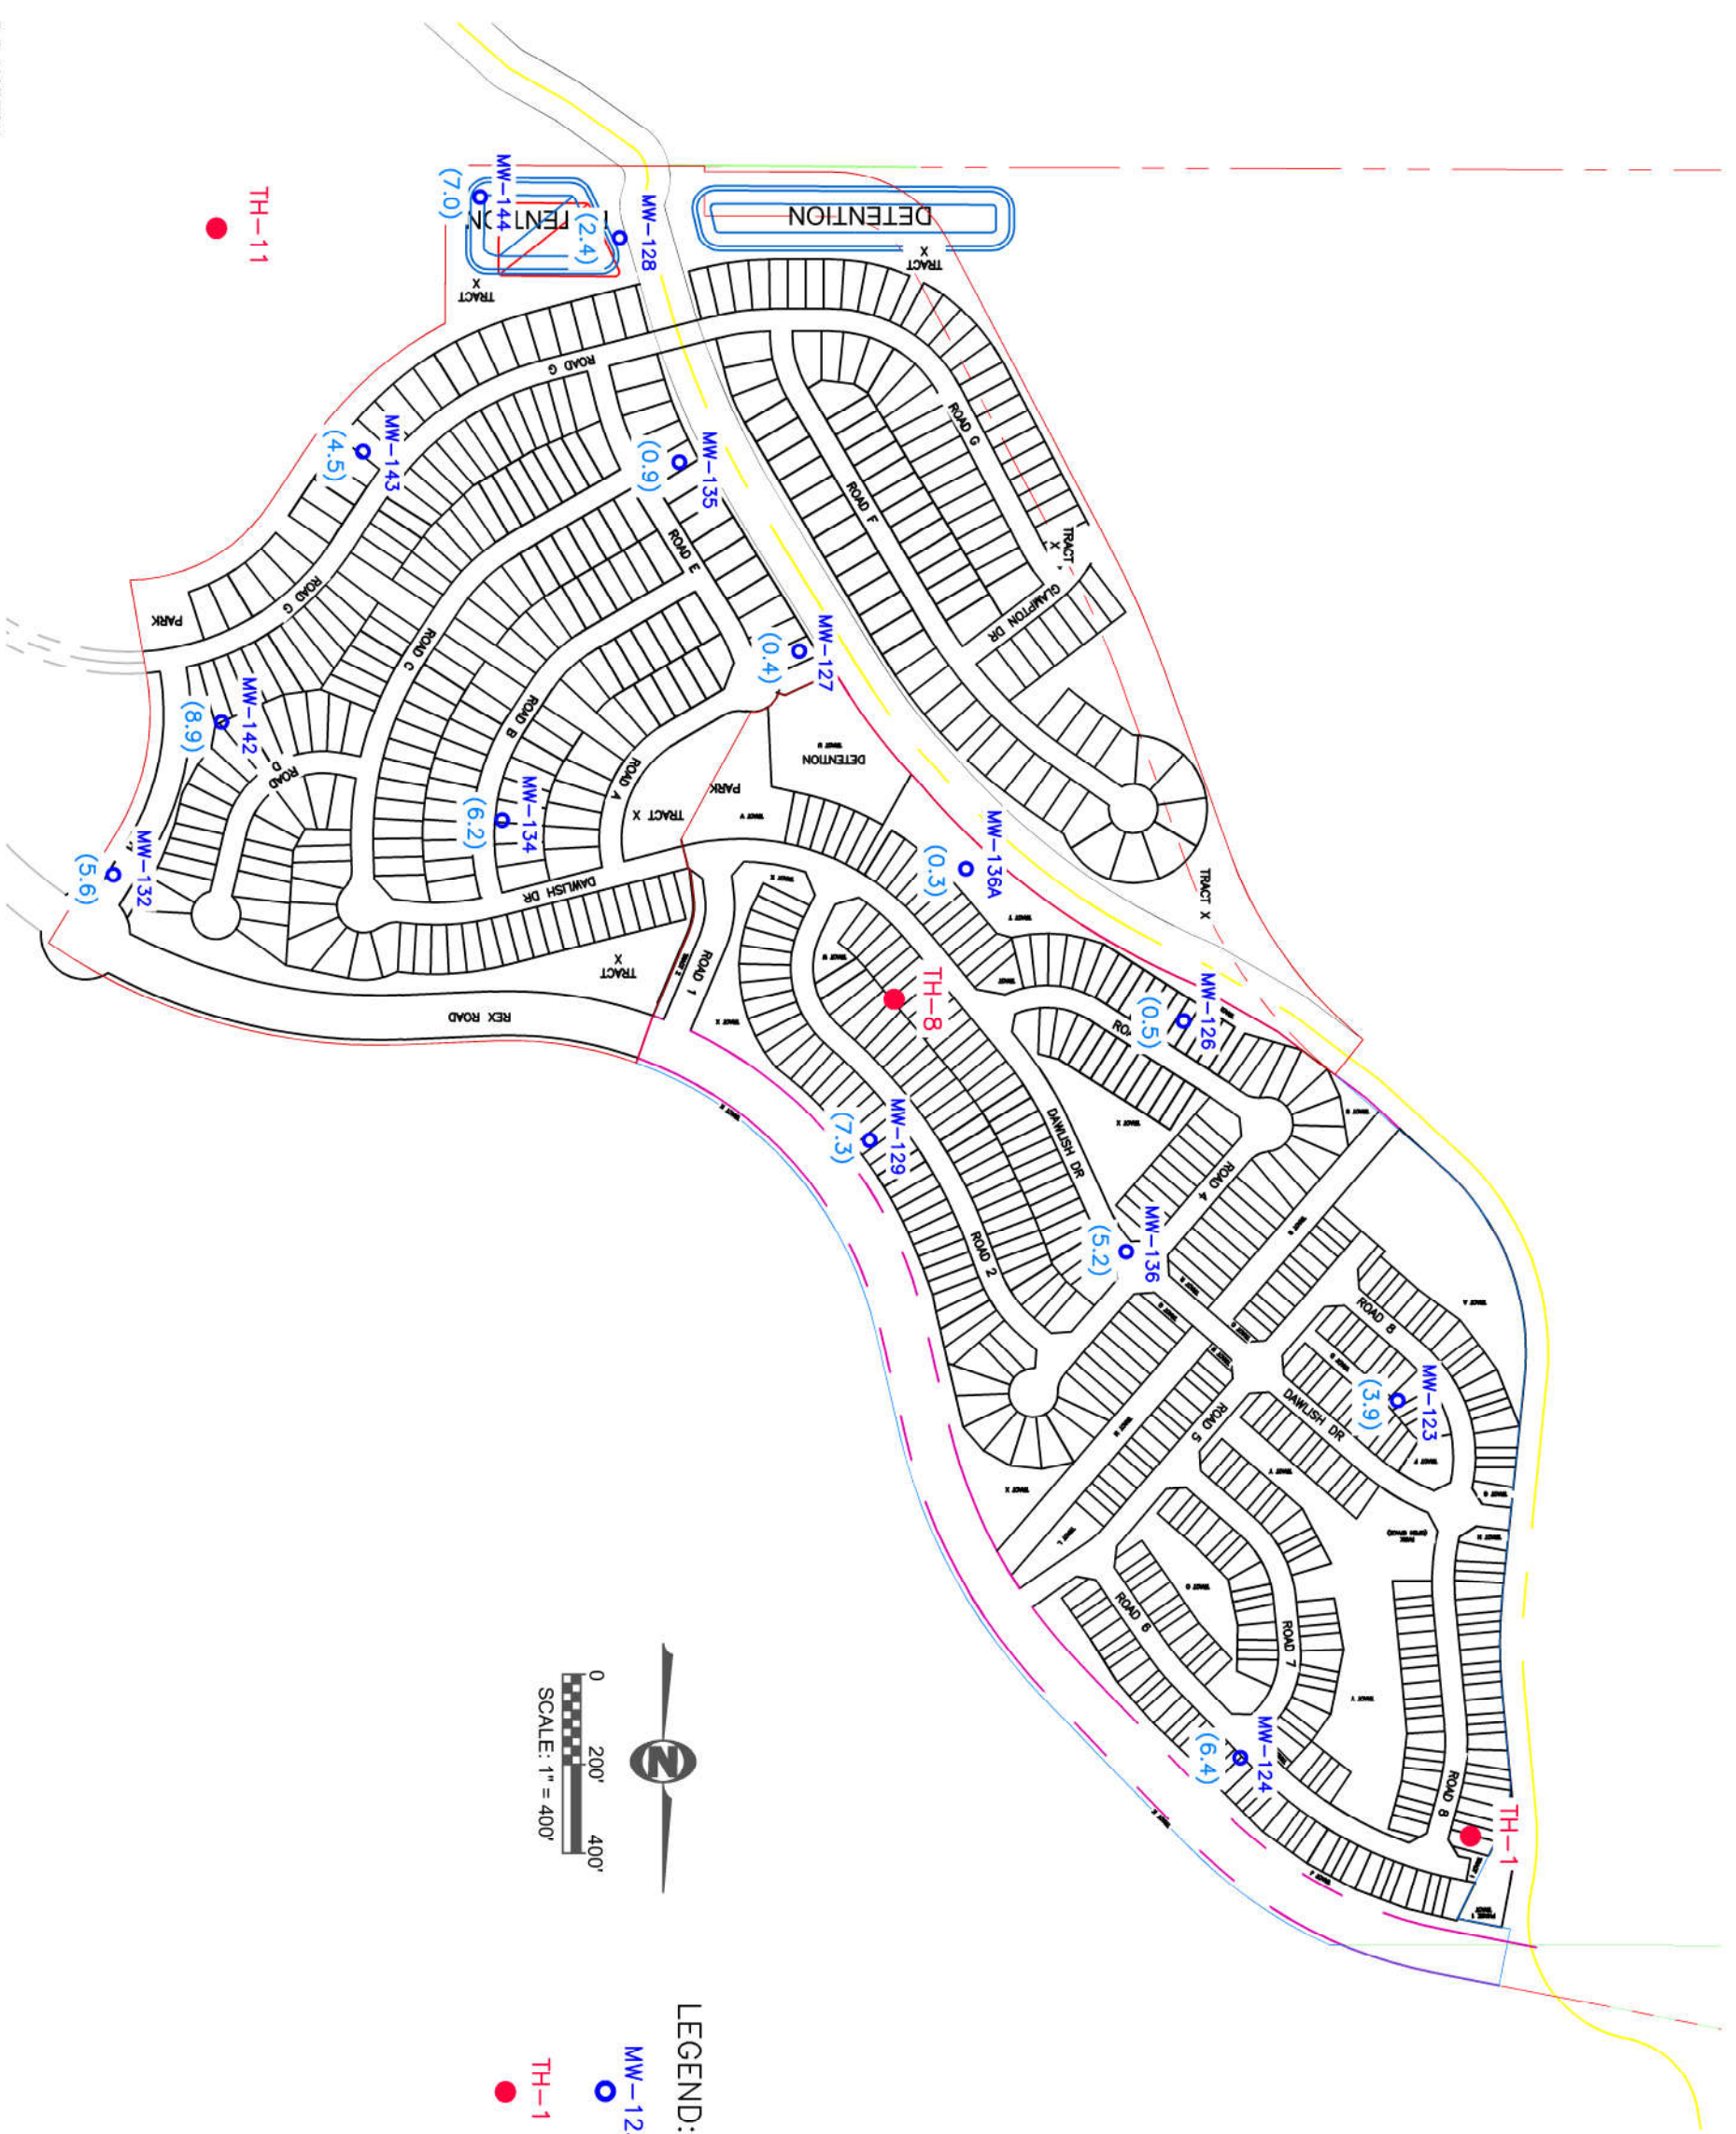 TH-11
MW-144
(7.0)
MW-128
(2.4)
DETENTION
TRACT
X
TRACT
X
ROAD G
MW-143
(4.5)
MW-135
(0.9)
ROAD G
ROAD F
ROAD E
TRACT
X
GLAMPTON DR
ROAD G
PARK
ROAD C
MW-127
(0.4)
MW-142
(8.9)
ROAD D
ROAD B
MW-134
(6.2)
ROAD A
DETENTION
PARK
TRACT X
MW-136A
(0.3)
MW-132
(5.6)
DAWLISH DR
TRACT X
TRACT
X
ROAD 1
REX ROAD
TH-8
MW-126
(0.5)
MW-129
(7.3)
DAWLISH DR
ROAD 4
MW-136
(5.2)
ROAD 2
ROAD 8
MW-123
(3.9)
DAWLISH DR
ROAD 5
ROAD 6
ROAD 7
MW-124
(6.4)
ROAD 8
TH-1
N
0
200'
400'
SCALE: 1" = 400'
LEGEND:
MW-12
TH-1